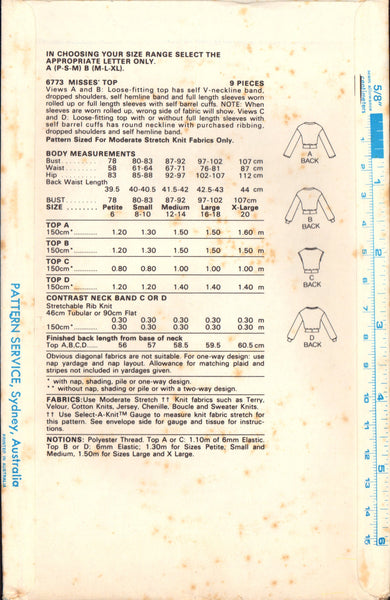 IN CHOOSING YOUR SIZE RANGE SELECT THE
APPROPRIATE LETTER ONLY.
A (P-S-M) B (M-L-XL).
6773 MISSES' TOP 9 PIECES
Views A and B: Loose-fitting top has self V-neckline band,
dropped shoulders, self hemline band and full length sleeves worn
rolled up or full length sleeves with self barrel cuffs. NOTE: When
sleeves are worn rolled up, wrong side of fabric will show. Views C
and D: Loose-fitting top with or without full length sleeves with
self barrel cuffs has round neckline with purchased ribbing,
dropped shoulders and self hemline band.
Pattern Sized For Moderate Stretch Knit Fabrics Only.
BODY MEASUREMENTS
Bust 78 80-83 87-92 97-102 107 cm
Waist 58 61-64 67-71 76-81 87 cm
Hip 83 85-88 92-97 102-107 112 cm
Back Waist Length
39.5 40-40.5 41.5-42 42.5-43 44 cm
BUST 78 80-83 87-92 97-102 107cm
SIZE Petite Small Medium Large X-Large
6 8-10 12-14 16-18 20
TOP A
150cm* 1.20 1.30 1.50 1.50 1.60 m
TOP B
150cm* 1.20 1.30 1.50 1.50 1.60 m
TOP C
150cm* 0.80 0.80 1.00 1.00 1.00 m
TOP D
150cm* 1.20 1.20 1.40 1.40 1.40 m
CONTRAST NECK BAND C OR D
Stretchable Rib Knit
46cm Tubular or 90cm Flat
0.30 0.30 0.30 0.30 0.30 m
150cm* 0.30 0.30 0.30 0.30 0.30 m
Finished back length from base of neck
Top A,B,C,D 56 57 58.5 59.5 60.5 cm
Obvious diagonal fabrics are not suitable. For one-way design: use
nap yardage and nap layout. Allowance for matching plaid and
stripes not included in yardages given.
* with nap, shading, pile or one-way design.
** without nap, shading or pile or with a two-way design.
FABRICS:Use Moderate Stretch †† Knit fabrics such as Terry,
Velour, Cotton Knits, Jersey, Chenille, Boucle and Sweater Knits.
†† Use Select-A-Knit™ Gauge to measure knit fabric stretch for
this pattern. See envelope side for gauge and tissue for instruc-
tions.
NOTIONS: Polyester Thread. Top A or C: 1.10m of 6mm Elastic.
Top B or D: 6mm Elastic; 1.30m for Sizes Petite, Small and
Medium, 1.50m for Sizes Large and X Large.
A
BACK
B
BACK
C
BACK
D
BACK
PATTERN SERVICE, Sydney, Australia
PRINTED IN AUSTRALIA
5/8"
1
2
3
4
5
6
15